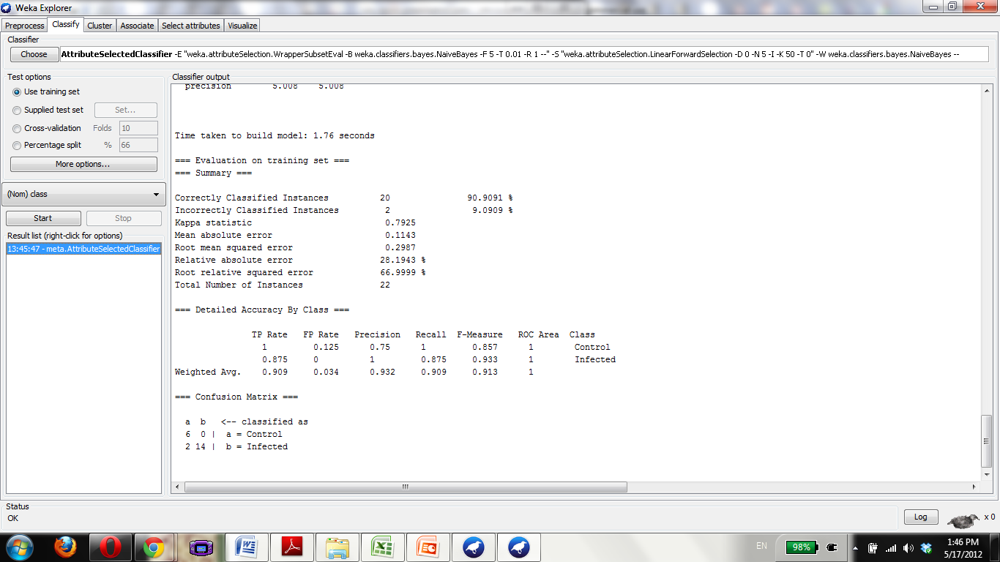 Weka Explorer
Preprocess Classify Cluster Associate Select attributes Visualize
Classifier
Choose AttributeSelectedClassifier -E "weka.attributeSelection.WrapperSubsetEval -B weka.classifiers.bayes.NaiveBayes -F 5 -T 0.01 -R 1 --" -S "weka.attributeSelection.LinearForwardSelection -D 0 -N 5 -I -K 50 -T 0" -W weka.classifiers.bayes.NaiveBayes --
Test options
Use training set
Supplied test set Set...
Cross-validation Folds 10
Percentage split % 66
More options...
(Nom) class
Start Stop
Result list (right-click for options)
13:45:47 - meta.AttributeSelectedClassifier
Classifier output
precision 5.008 5.008
Time taken to build model: 1.76 seconds
=== Evaluation on training set ===
=== Summary ===
Correctly Classified Instances 20 90.9091 %
Incorrectly Classified Instances 2 9.0909 %
Kappa statistic 0.7925
Mean absolute error 0.1143
Root mean squared error 0.2987
Relative absolute error 28.1943 %
Root relative squared error 66.9999 %
Total Number of Instances 22
=== Detailed Accuracy By Class ===
TP Rate FP Rate Precision Recall F-Measure ROC Area Class
1 0.125 0.75 1 0.857 1 Control
0.875 0 1 0.875 0.933 1 Infected
Weighted Avg. 0.909 0.034 0.932 0.909 0.913 1
=== Confusion Matrix ===
a b <-- classified as
6 0 | a = Control
2 14 | b = Infected
Status
OK
Log x 0
EN 98% 1:46 PM
5/17/2012